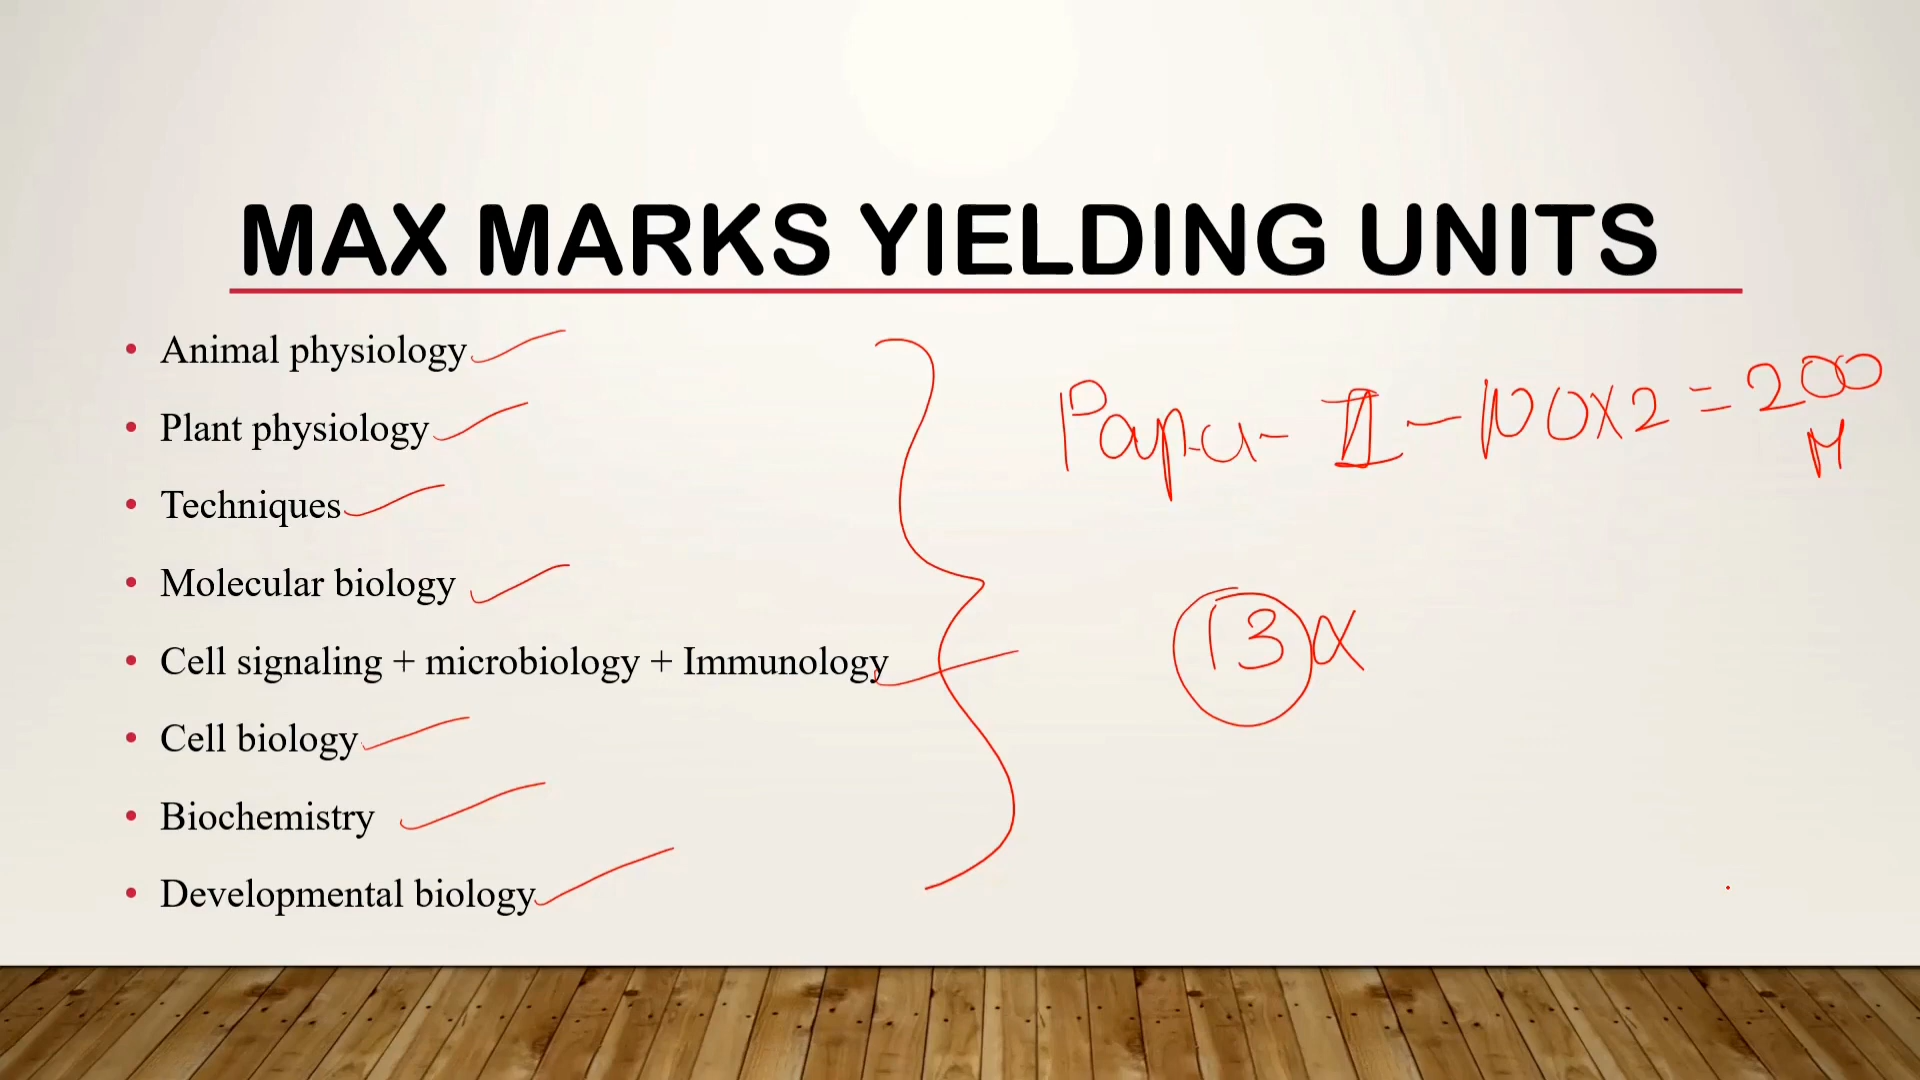 MAX MARKS YIELDING UNITS
• Animal physiology
• Plant physiology
• Techniques
• Molecular biology
• Cell signaling + microbiology + Immunology
• Cell biology
• Biochemistry
• Developmental biology
Paper - II - 100x2 = 200
M
13